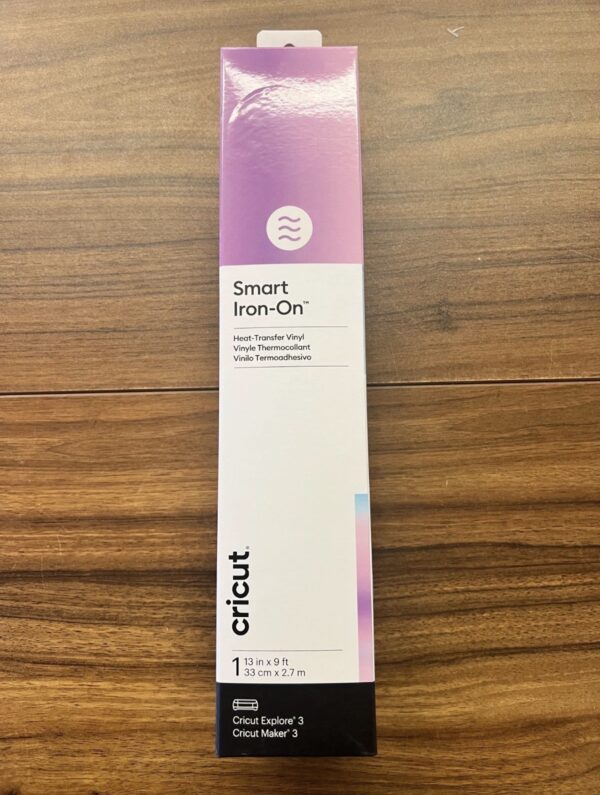 Smart
Iron-On™
Heat-Transfer Vinyl
Vinyle Thermocollant
Vinilo Termoadhesivo
cricut®
1 13 in x 9 ft
33 cm x 2.7 m
Cricut Explore® 3
Cricut Maker® 3